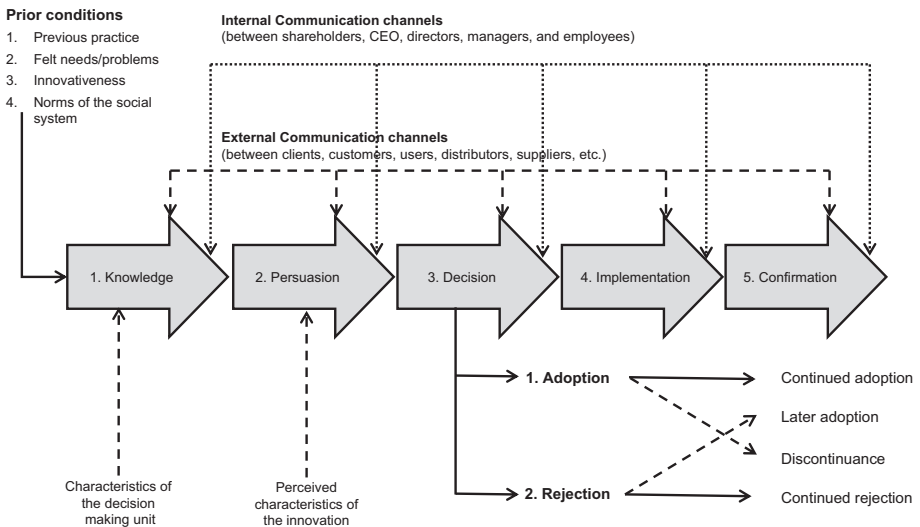 Prior conditions
1. Previous practice
2. Felt needs/problems
3. Innovativeness
4. Norms of the social
system
Internal Communication channels
(between shareholders, CEO, directors, managers, and employees)
External Communication channels
(between clients, customers, users, distributors, suppliers, etc.)
1. Knowledge
2. Persuasion
3. Decision
4. Implementation
5. Confirmation
Characteristics of
the decision
making unit
Perceived
characteristics of
the innovation
1. Adoption
2. Rejection
Continued adoption
Later adoption
Discontinuance
Continued rejection